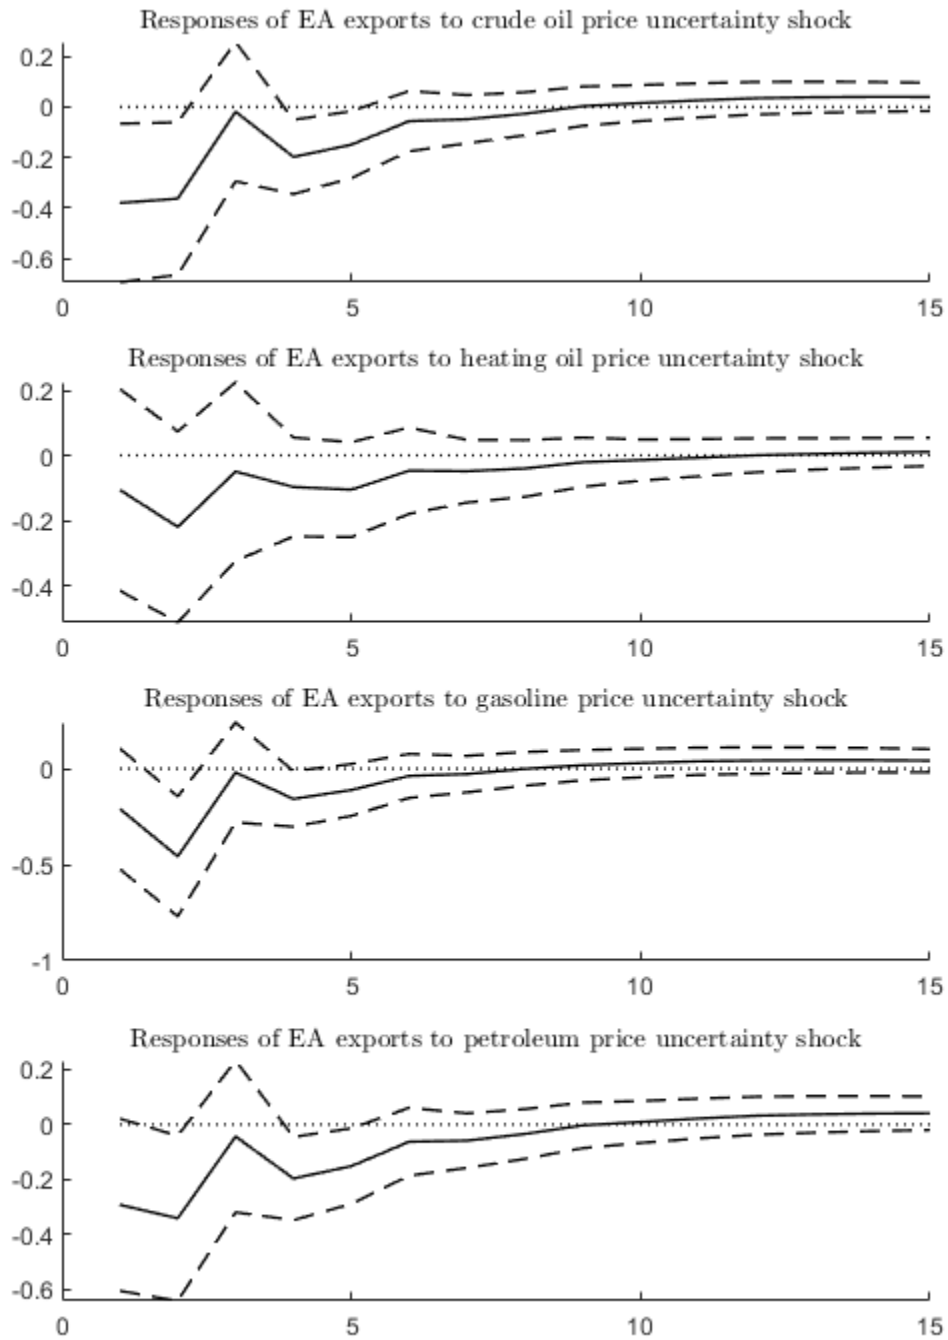 Responses of EA exports to crude oil price uncertainty shock
0.2
0
-0.2
-0.4
-0.6
0 5 10 15
Responses of EA exports to heating oil price uncertainty shock
0.2
0
-0.2
-0.4
0 5 10 15
Responses of EA exports to gasoline price uncertainty shock
0
-0.5
-1
0 5 10 15
Responses of EA exports to petroleum price uncertainty shock
0.2
0
-0.2
-0.4
-0.6
0 5 10 15